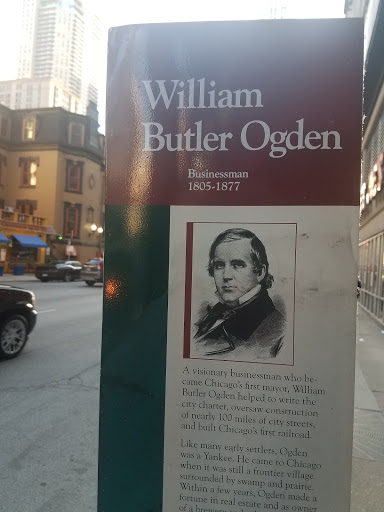 William
Butler Ogden
Businessman
1805-1877
A visionary businessman who be-
came Chicago's first mayor, William
Butler Ogden helped to write the
city charter, oversaw construction
of nearly 100 miles of city streets,
and built Chicago's first railroad.
Like many early settlers, Ogden
was a Yankee. He came to Chicago
when it was still a frontier village
surrounded by swamp and prairie.
Within a few years, Ogden made a
fortune in real estate and as owner
of a